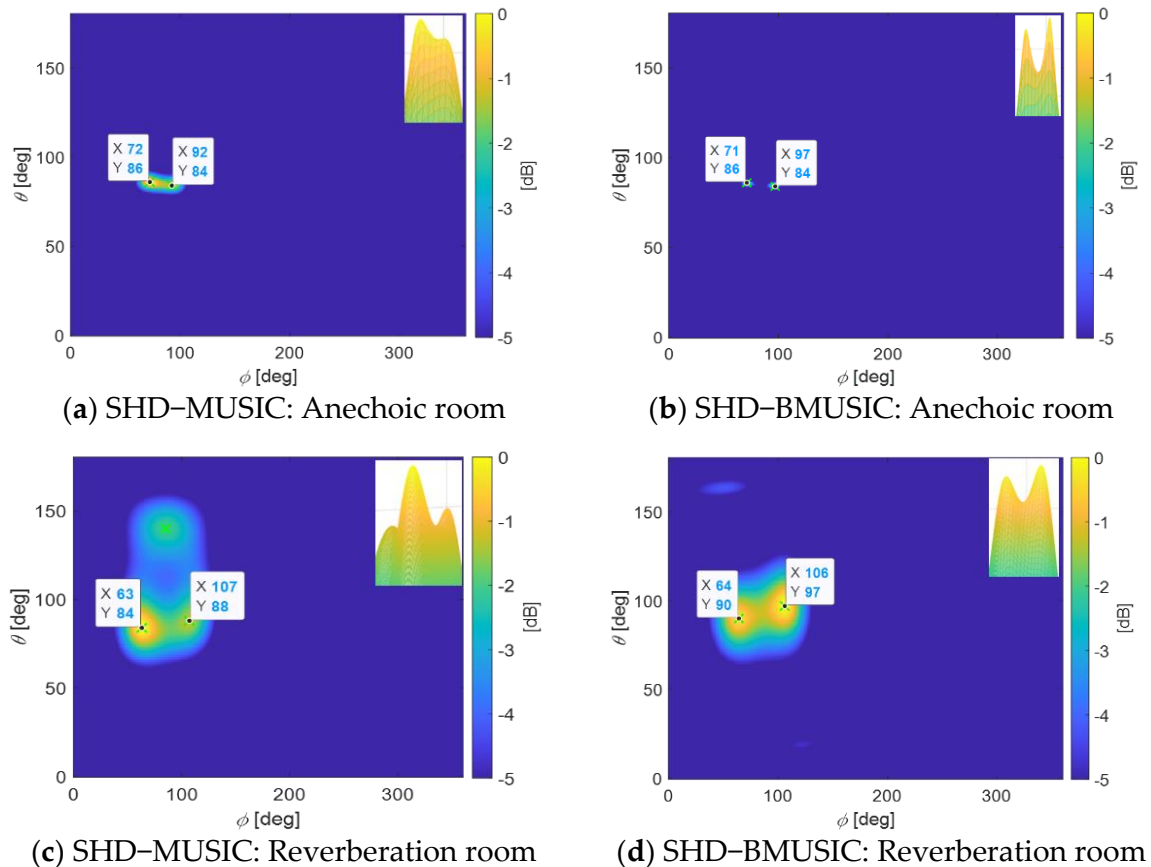 0
-1
-2
-3
-4
-5
[dB]
150
100
50
0
θ [deg]
X 72
Y 86
X 92
Y 84
0 100 200 300
ϕ [deg]
(a) SHD−MUSIC: Anechoic room
0
-1
-2
-3
-4
-5
[dB]
150
100
50
0
θ [deg]
X 71
Y 86
X 97
Y 84
0 100 200 300
ϕ [deg]
(b) SHD−BMUSIC: Anechoic room
0
-1
-2
-3
-4
-5
[dB]
150
100
50
0
θ [deg]
X 63
Y 84
X 107
Y 88
0 100 200 300
ϕ [deg]
(c) SHD−MUSIC: Reverberation room
0
-1
-2
-3
-4
-5
[dB]
150
100
50
0
θ [deg]
X 64
Y 90
X 106
Y 97
0 100 200 300
ϕ [deg]
(d) SHD−BMUSIC: Reverberation room